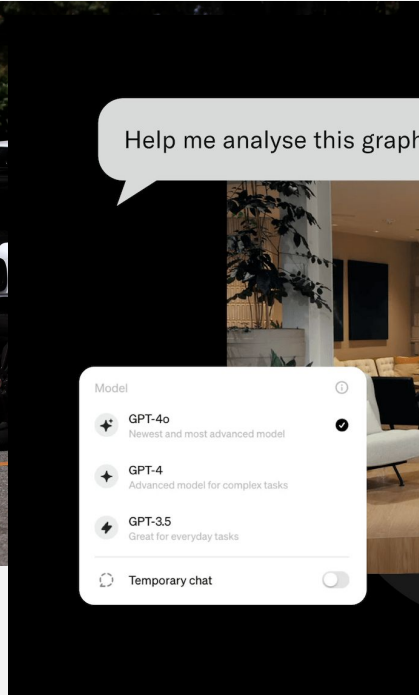 Help me analyse this graph
Model
GPT-4o
Newest and most advanced model
GPT-4
Advanced model for complex tasks
GPT-3.5
Great for everyday tasks
Temporary chat